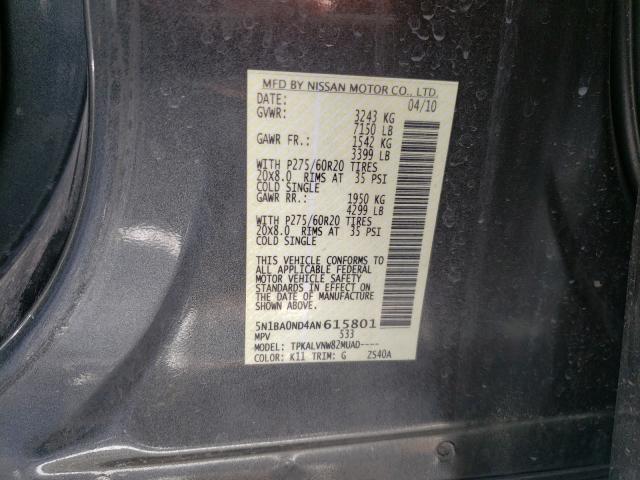 MFD BY NISSAN MOTOR CO., LTD.
DATE: 04/10
GVWR: 3243 KG
7150 LB
GAWR FR.: 1542 KG
3399 LB
WITH P275/60R20 TIRES
20x8.0 RIMS AT 35 PSI
COLD SINGLE
GAWR RR.: 1950 KG
4299 LB
WITH P275/60R20 TIRES
20x8.0 RIMS AT 35 PSI
COLD SINGLE
THIS VEHICLE CONFORMS TO
ALL APPLICABLE FEDERAL
MOTOR VEHICLE SAFETY
STANDARDS IN EFFECT ON
THE DATE OF MANUFACTURE
SHOWN ABOVE.
5N1BA0ND4AN615801
MPV 533
MODEL: TPKALVNW82MUAD----
COLOR: K11 TRIM: G ZS40A